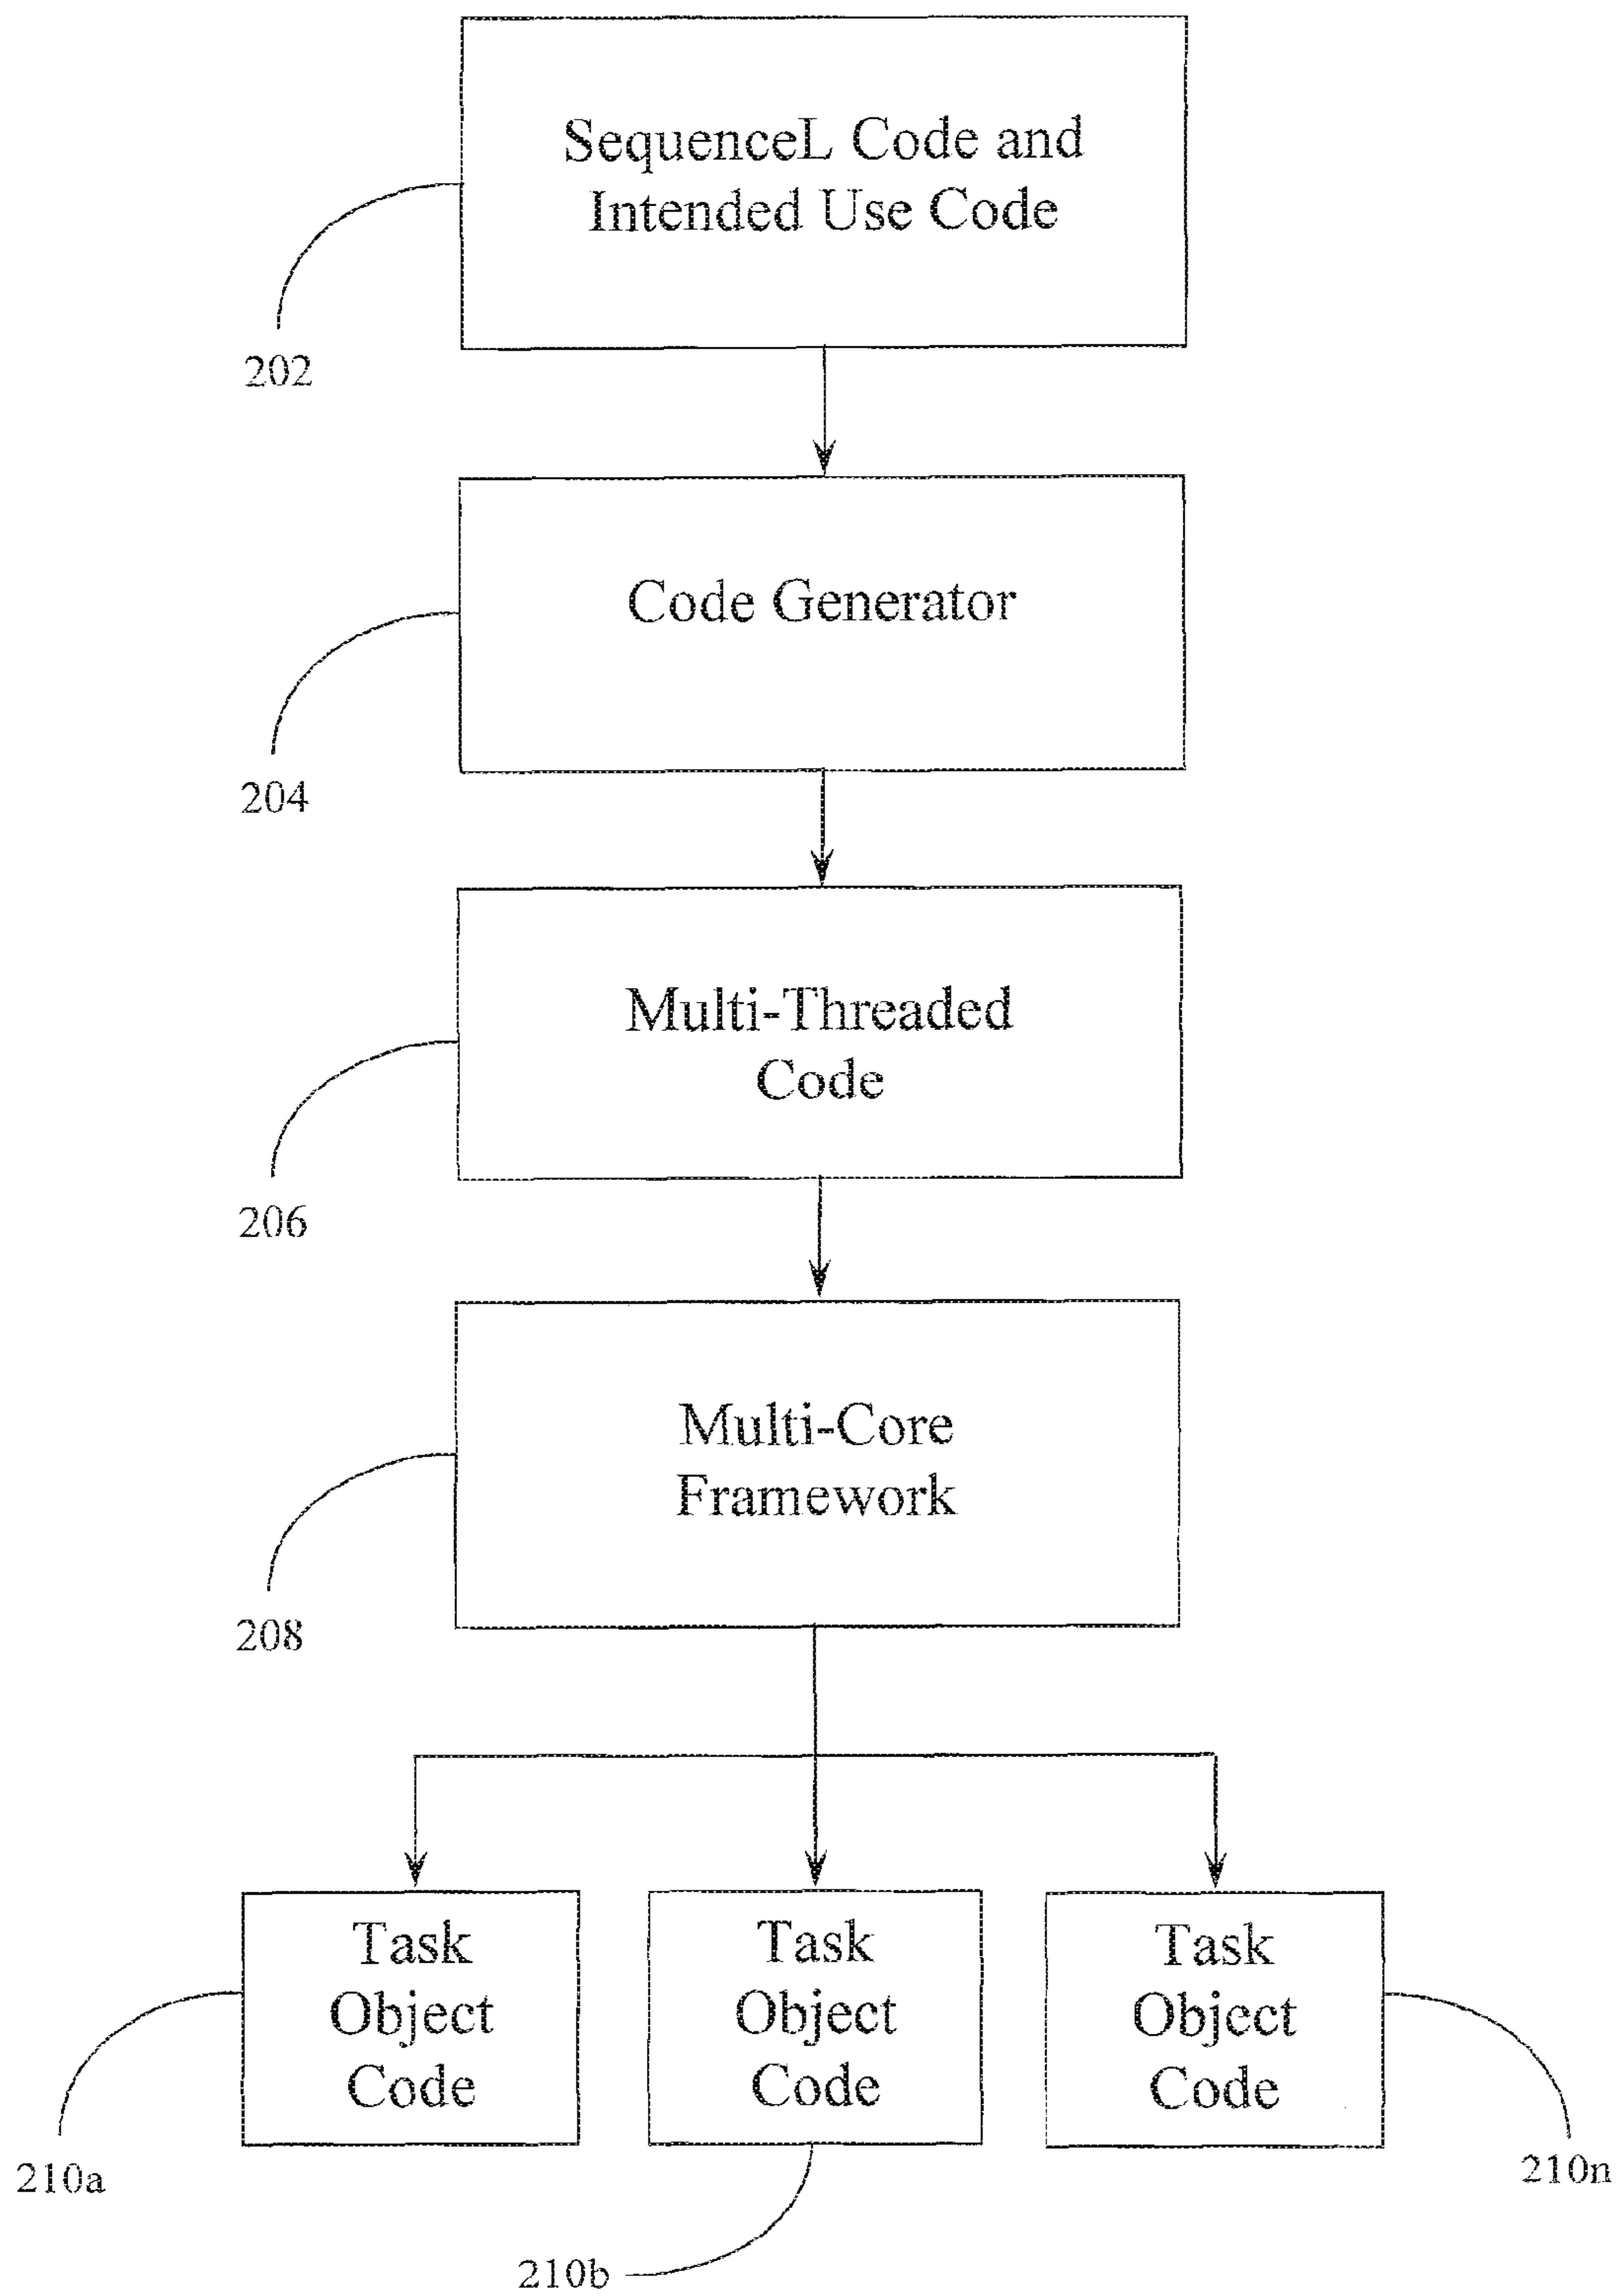 SequenceL Code and
Intended Use Code
202
Code Generator
204
Multi-Threaded
Code
206
Multi-Core
Framework
208
Task
Object
Code
210a
Task
Object
Code
210b
Task
Object
Code
210n